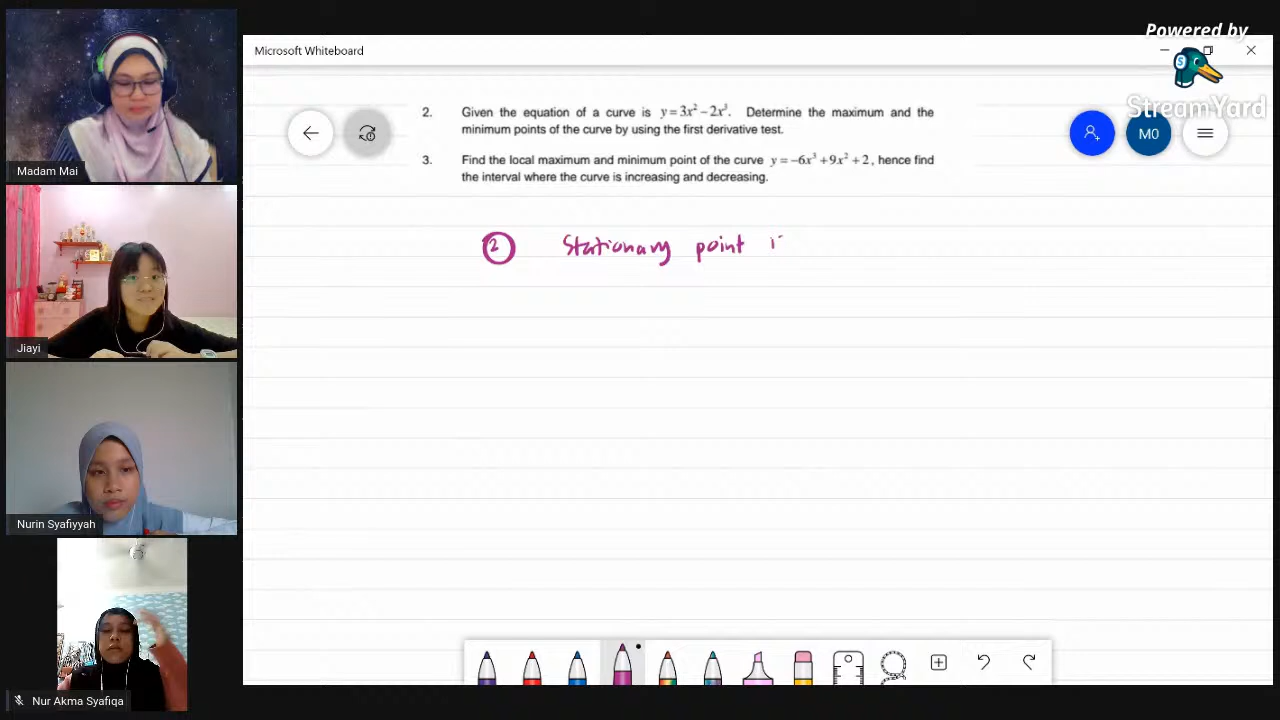 Powered by
StreamYard
Microsoft Whiteboard
2. Given the equation of a curve is y = 3x² − 2x³. Determine the maximum and the
minimum points of the curve by using the first derivative test.
3. Find the local maximum and minimum point of the curve y = −6x³ + 9x² + 2, hence find
the interval where the curve is increasing and decreasing.
M0
② Stationary point
Madam Mai
Jiayi
Nurin Syafiyyah
Nur Akma Syafiqa